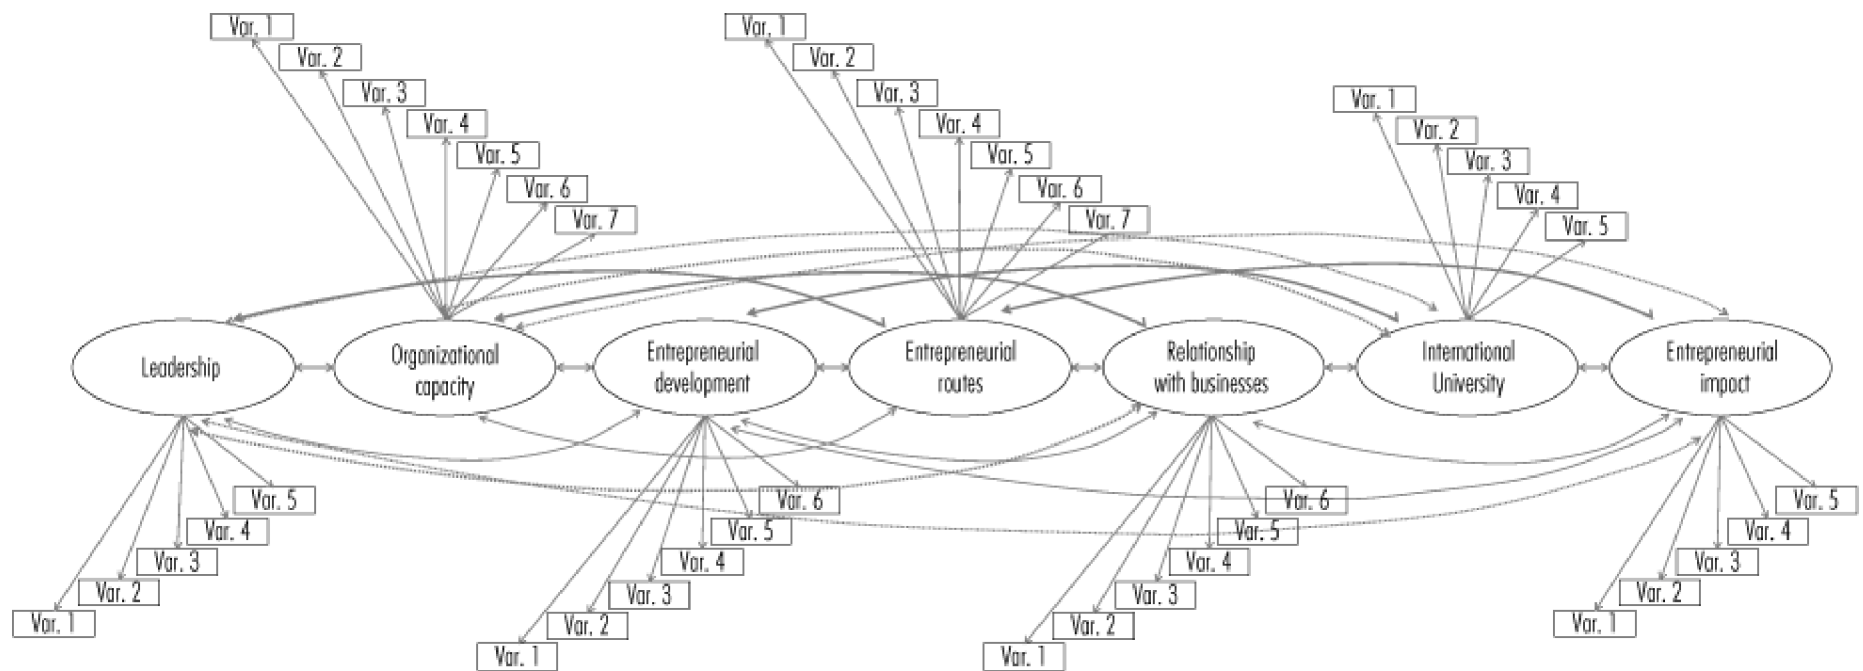 Var. 1
Var. 2
Var. 3
Var. 4
Var. 5
Var. 6
Var. 7
Var. 1
Var. 2
Var. 3
Var. 4
Var. 5
Var. 6
Var. 7
Var. 1
Var. 2
Var. 3
Var. 4
Var. 5
Leadership
Organizational
capacity
Entrepreneurial
development
Entrepreneurial
routes
Relationship
with businesses
International
University
Entrepreneurial
impact
Var. 5
Var. 4
Var. 3
Var. 2
Var. 1
Var. 6
Var. 5
Var. 4
Var. 3
Var. 2
Var. 1
Var. 6
Var. 5
Var. 4
Var. 3
Var. 2
Var. 1
Var. 5
Var. 4
Var. 3
Var. 2
Var. 1